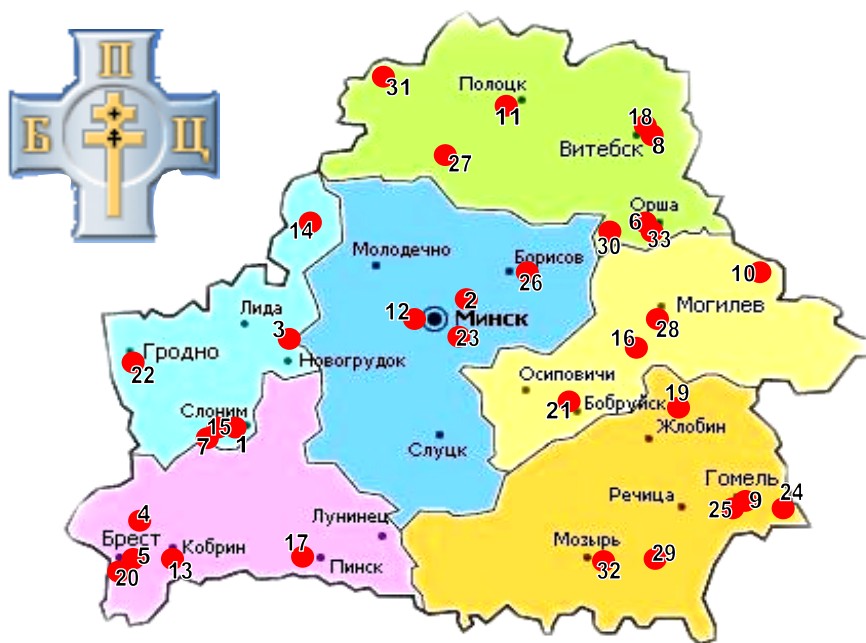 П
Б Ц
31
Полоцк
11
18
Витебск
8
27
Орша
6
33
30
14
Молодечно
Борисов
26
10
2
12
Минск
23
Могилев
28
16
Лида
3
Гродно
22
Новогрудок
Осиповичи
21
Бобруйск
19
Жлобин
Слоним
15
7
1
Слуцк
Гомель
9
24
25
Речица
4
Лунинец
Брест
5
20
Кобрин
13
17
Пинск
Мозырь
32
29